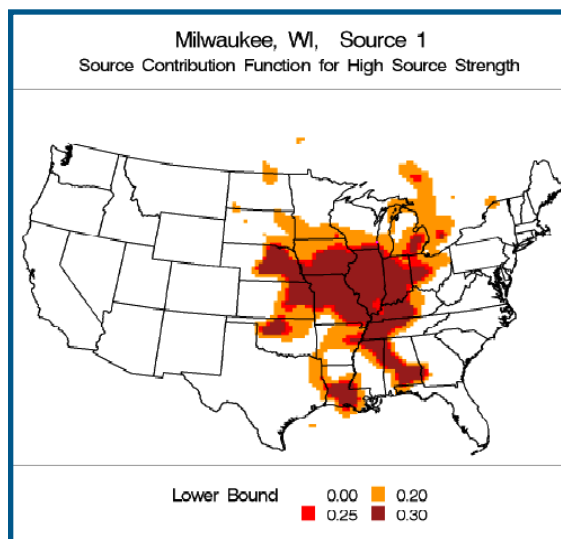 Milwaukee, WI, Source 1
Source Contribution Function for High Source Strength
Lower Bound 0.00 0.20
0.25 0.30